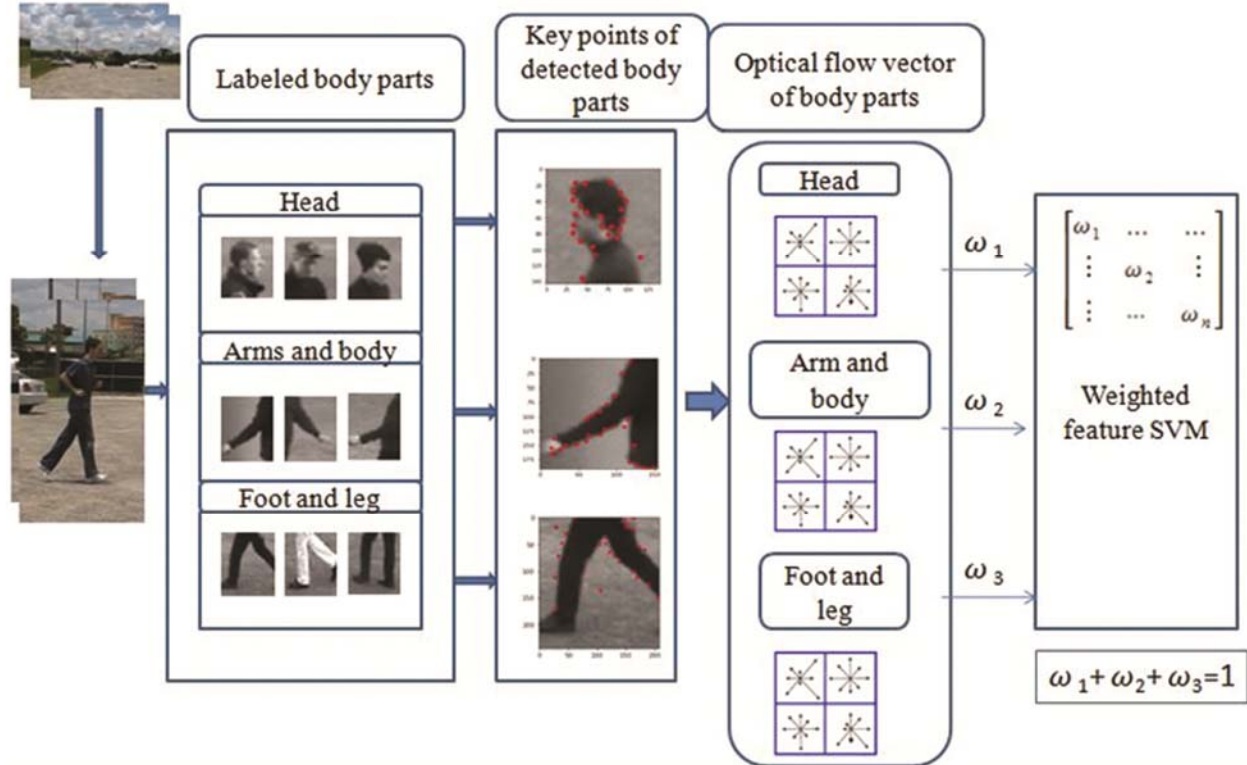 Labeled body parts
Key points of
detected body
parts
Optical flow vector
of body parts
Head
Arms and body
Foot and leg
Head
Arm and
body
Foot and
leg
ω 1
ω 2
ω 3
ω1 … …
⋮ ω2 ⋮
⋮ … ωn
Weighted
feature SVM
ω 1+ ω 2+ ω 3=1